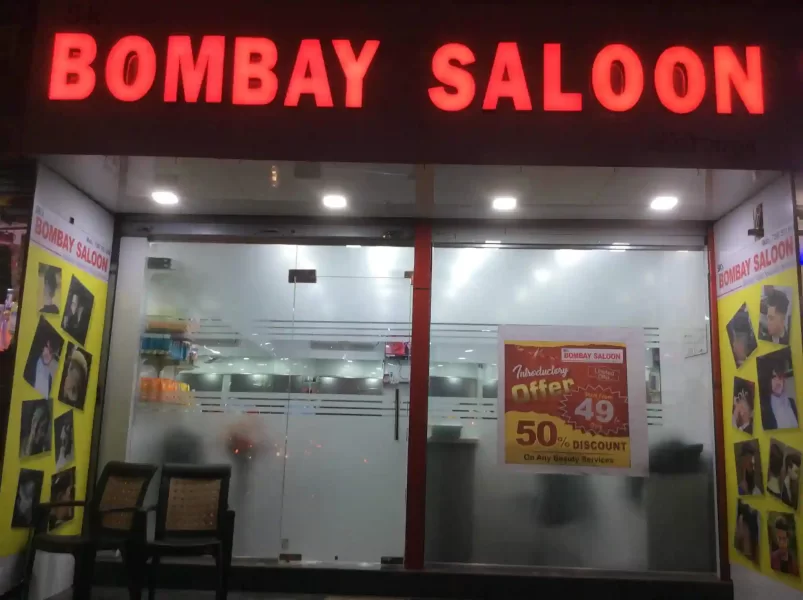 BOMBAY SALOON
BOMBAY SALOON
BOMBAY SALOON
BOMBAY SALOON
Introductory
Offer
49
50% DISCOUNT
On Any Beauty Services